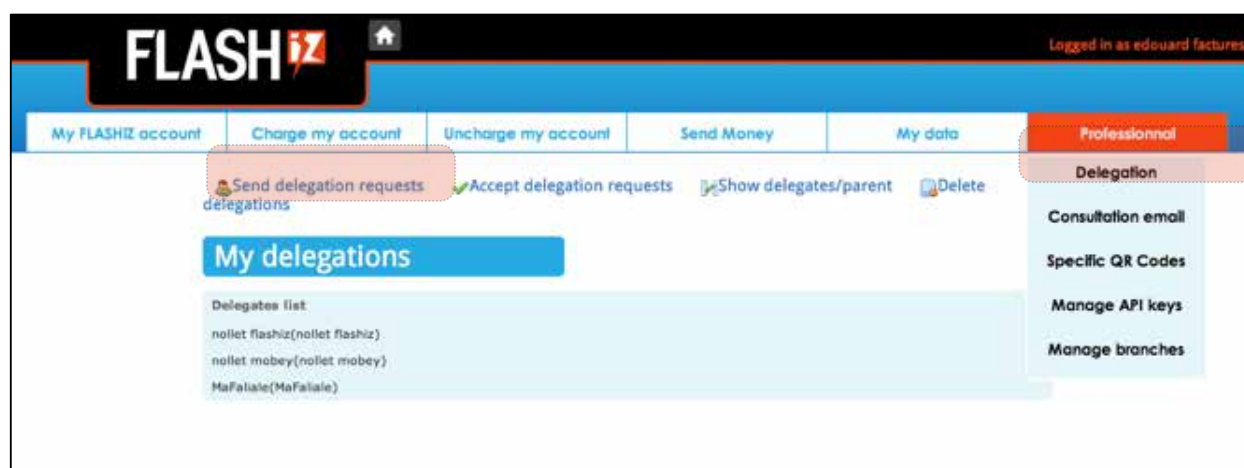 FLASHiZ
Logged in as edouard factures
My FLASHIZ account Charge my account Uncharge my account Send Money My data Professionnal
Send delegation requests Accept delegation requests Show delegates/parent Delete
delegations
Delegation
Consultation email
Specific QR Codes
Manage API keys
Manage branches
My delegations
Delegates list
nollet flashiz(nollet flashiz)
nollet mobey(nollet mobey)
MaFaliale(MaFaliale)